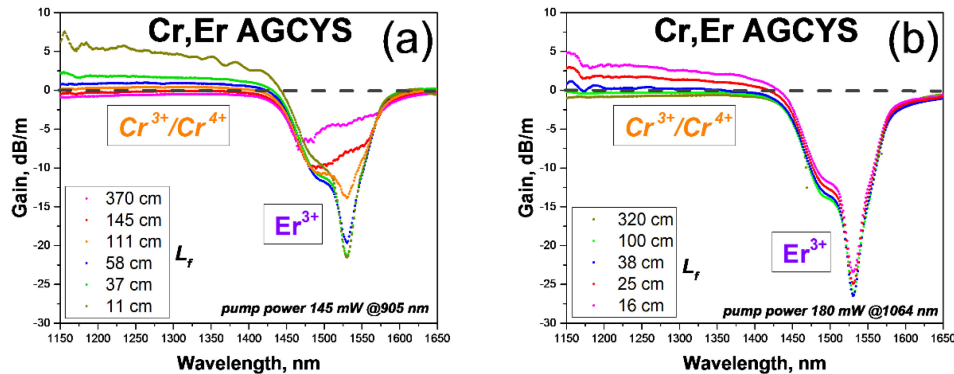 Cr,Er AGCYS
(a)
10
5
0
-5
-10
-15
-20
-25
-30
Gain, dB/m
Cr3+/Cr4+
Er3+
370 cm
145 cm
111 cm
58 cm
37 cm
11 cm
Lf
pump power 145 mW @905 nm
1150 1200 1250 1300 1350 1400 1450 1500 1550 1600 1650
Wavelength, nm
Cr,Er AGCYS
(b)
10
5
0
-5
-10
-15
-20
-25
-30
Gain, dB/m
Cr3+/Cr4+
Er3+
320 cm
100 cm
38 cm
25 cm
16 cm
Lf
pump power 180 mW @1064 nm
1150 1200 1250 1300 1350 1400 1450 1500 1550 1600 1650
Wavelength, nm